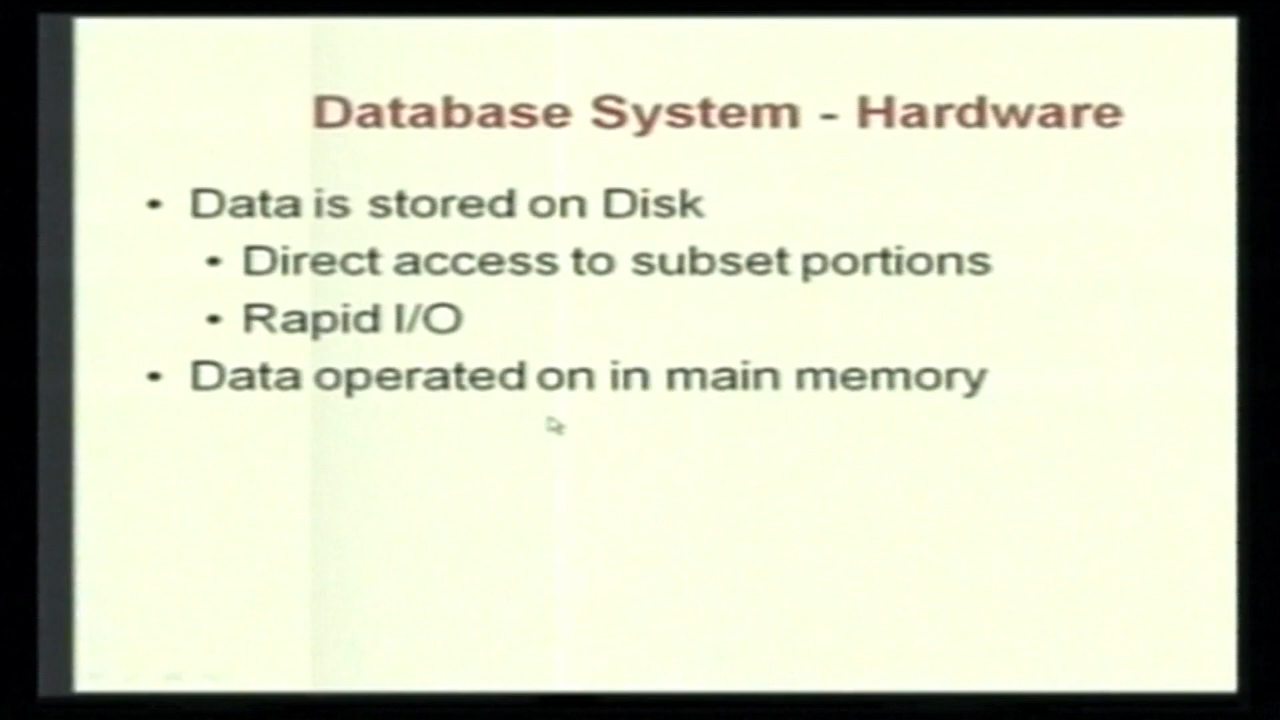 Database System - Hardware
• Data is stored on Disk
• Direct access to subset portions
• Rapid I/O
• Data operated on in main memory